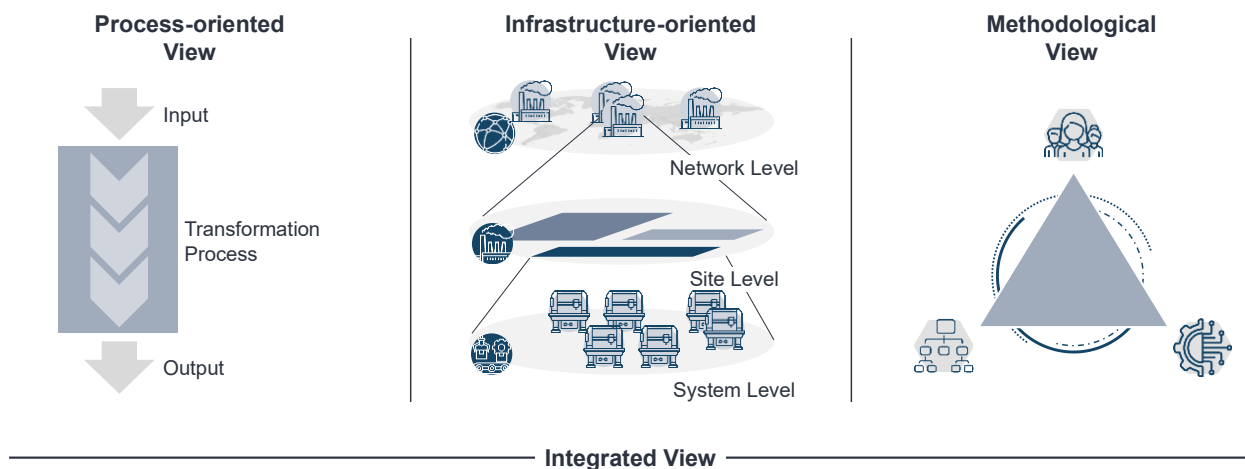 Process-oriented
View
Input
Transformation
Process
Output
Infrastructure-oriented
View
Network Level
Site Level
System Level
Methodological
View
Integrated View